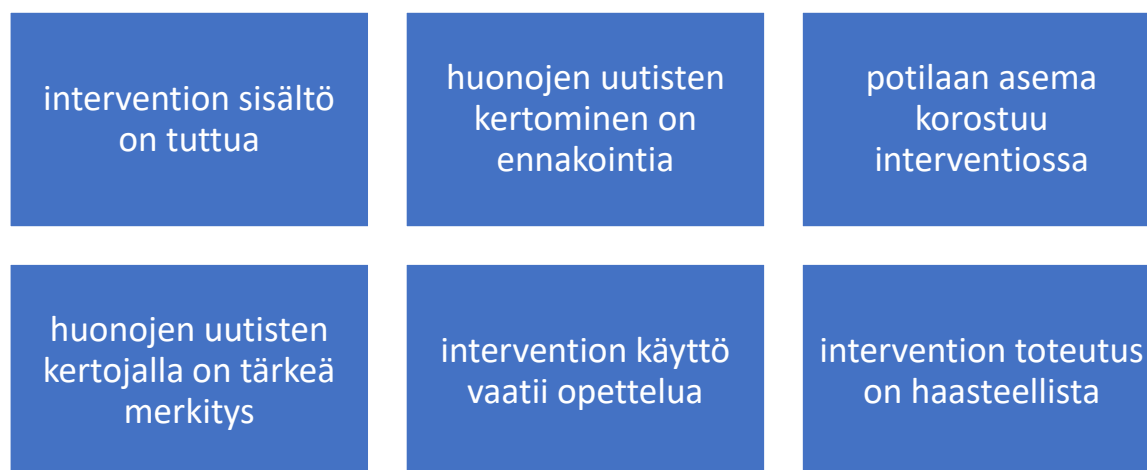 intervention sisältö
on tuttua
huonojen uutisten
kertominen on
ennakointia
potilaan asema
korostuu
interventiossa
huonojen uutisten
kertojalla on tärkeä
merkitys
intervention käyttö
vaatii opettelua
intervention toteutus
on haasteellista